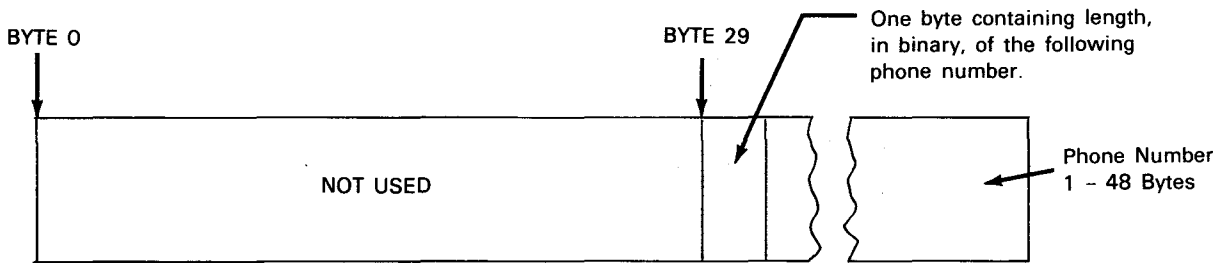 BYTE 0
BYTE 29
One byte containing length,
in binary, of the following
phone number.
NOT USED
Phone Number
1 – 48 Bytes